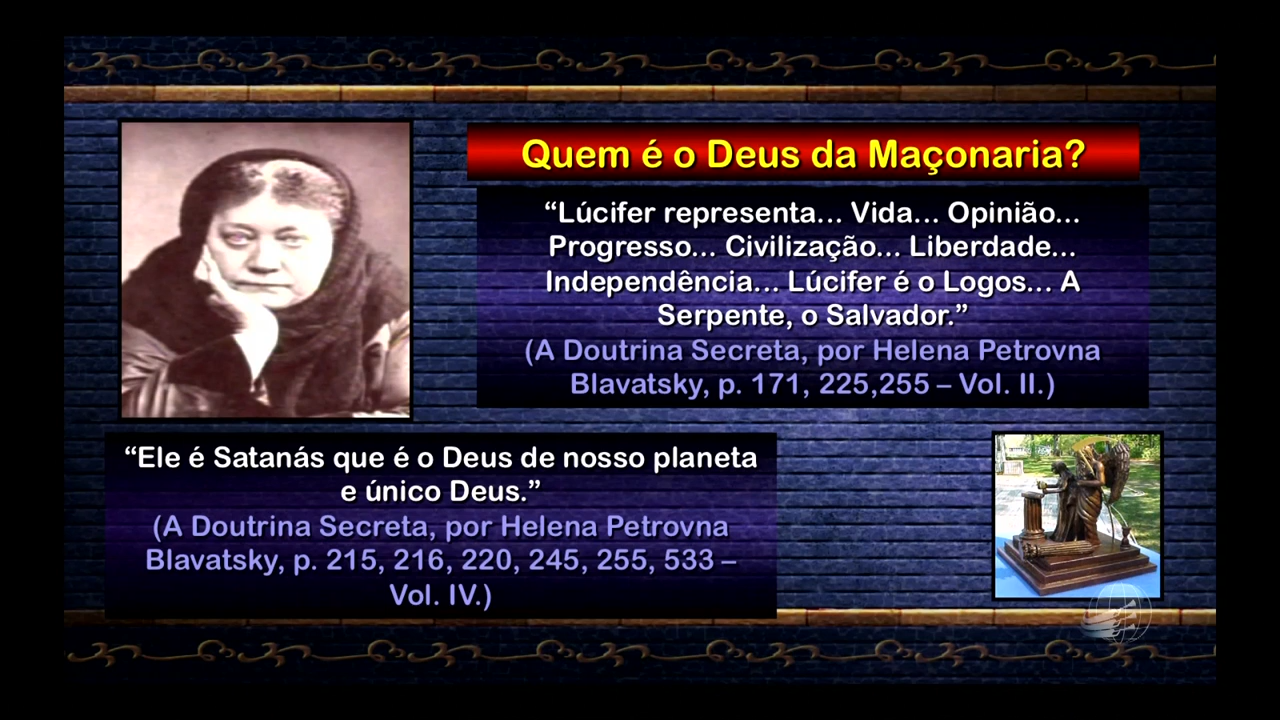 Quem é o Deus da Maçonaria?
“Lúcifer representa... Vida... Opinião...
Progresso... Civilização... Liberdade...
Independência... Lúcifer é o Logos... A
Serpente, o Salvador.”
(A Doutrina Secreta, por Helena Petrovna
Blavatsky, p. 171, 225,255 – Vol. II.)
“Ele é Satanás que é o Deus de nosso planeta
e único Deus.”
(A Doutrina Secreta, por Helena Petrovna
Blavatsky, p. 215, 216, 220, 245, 255, 533 –
Vol. IV.)